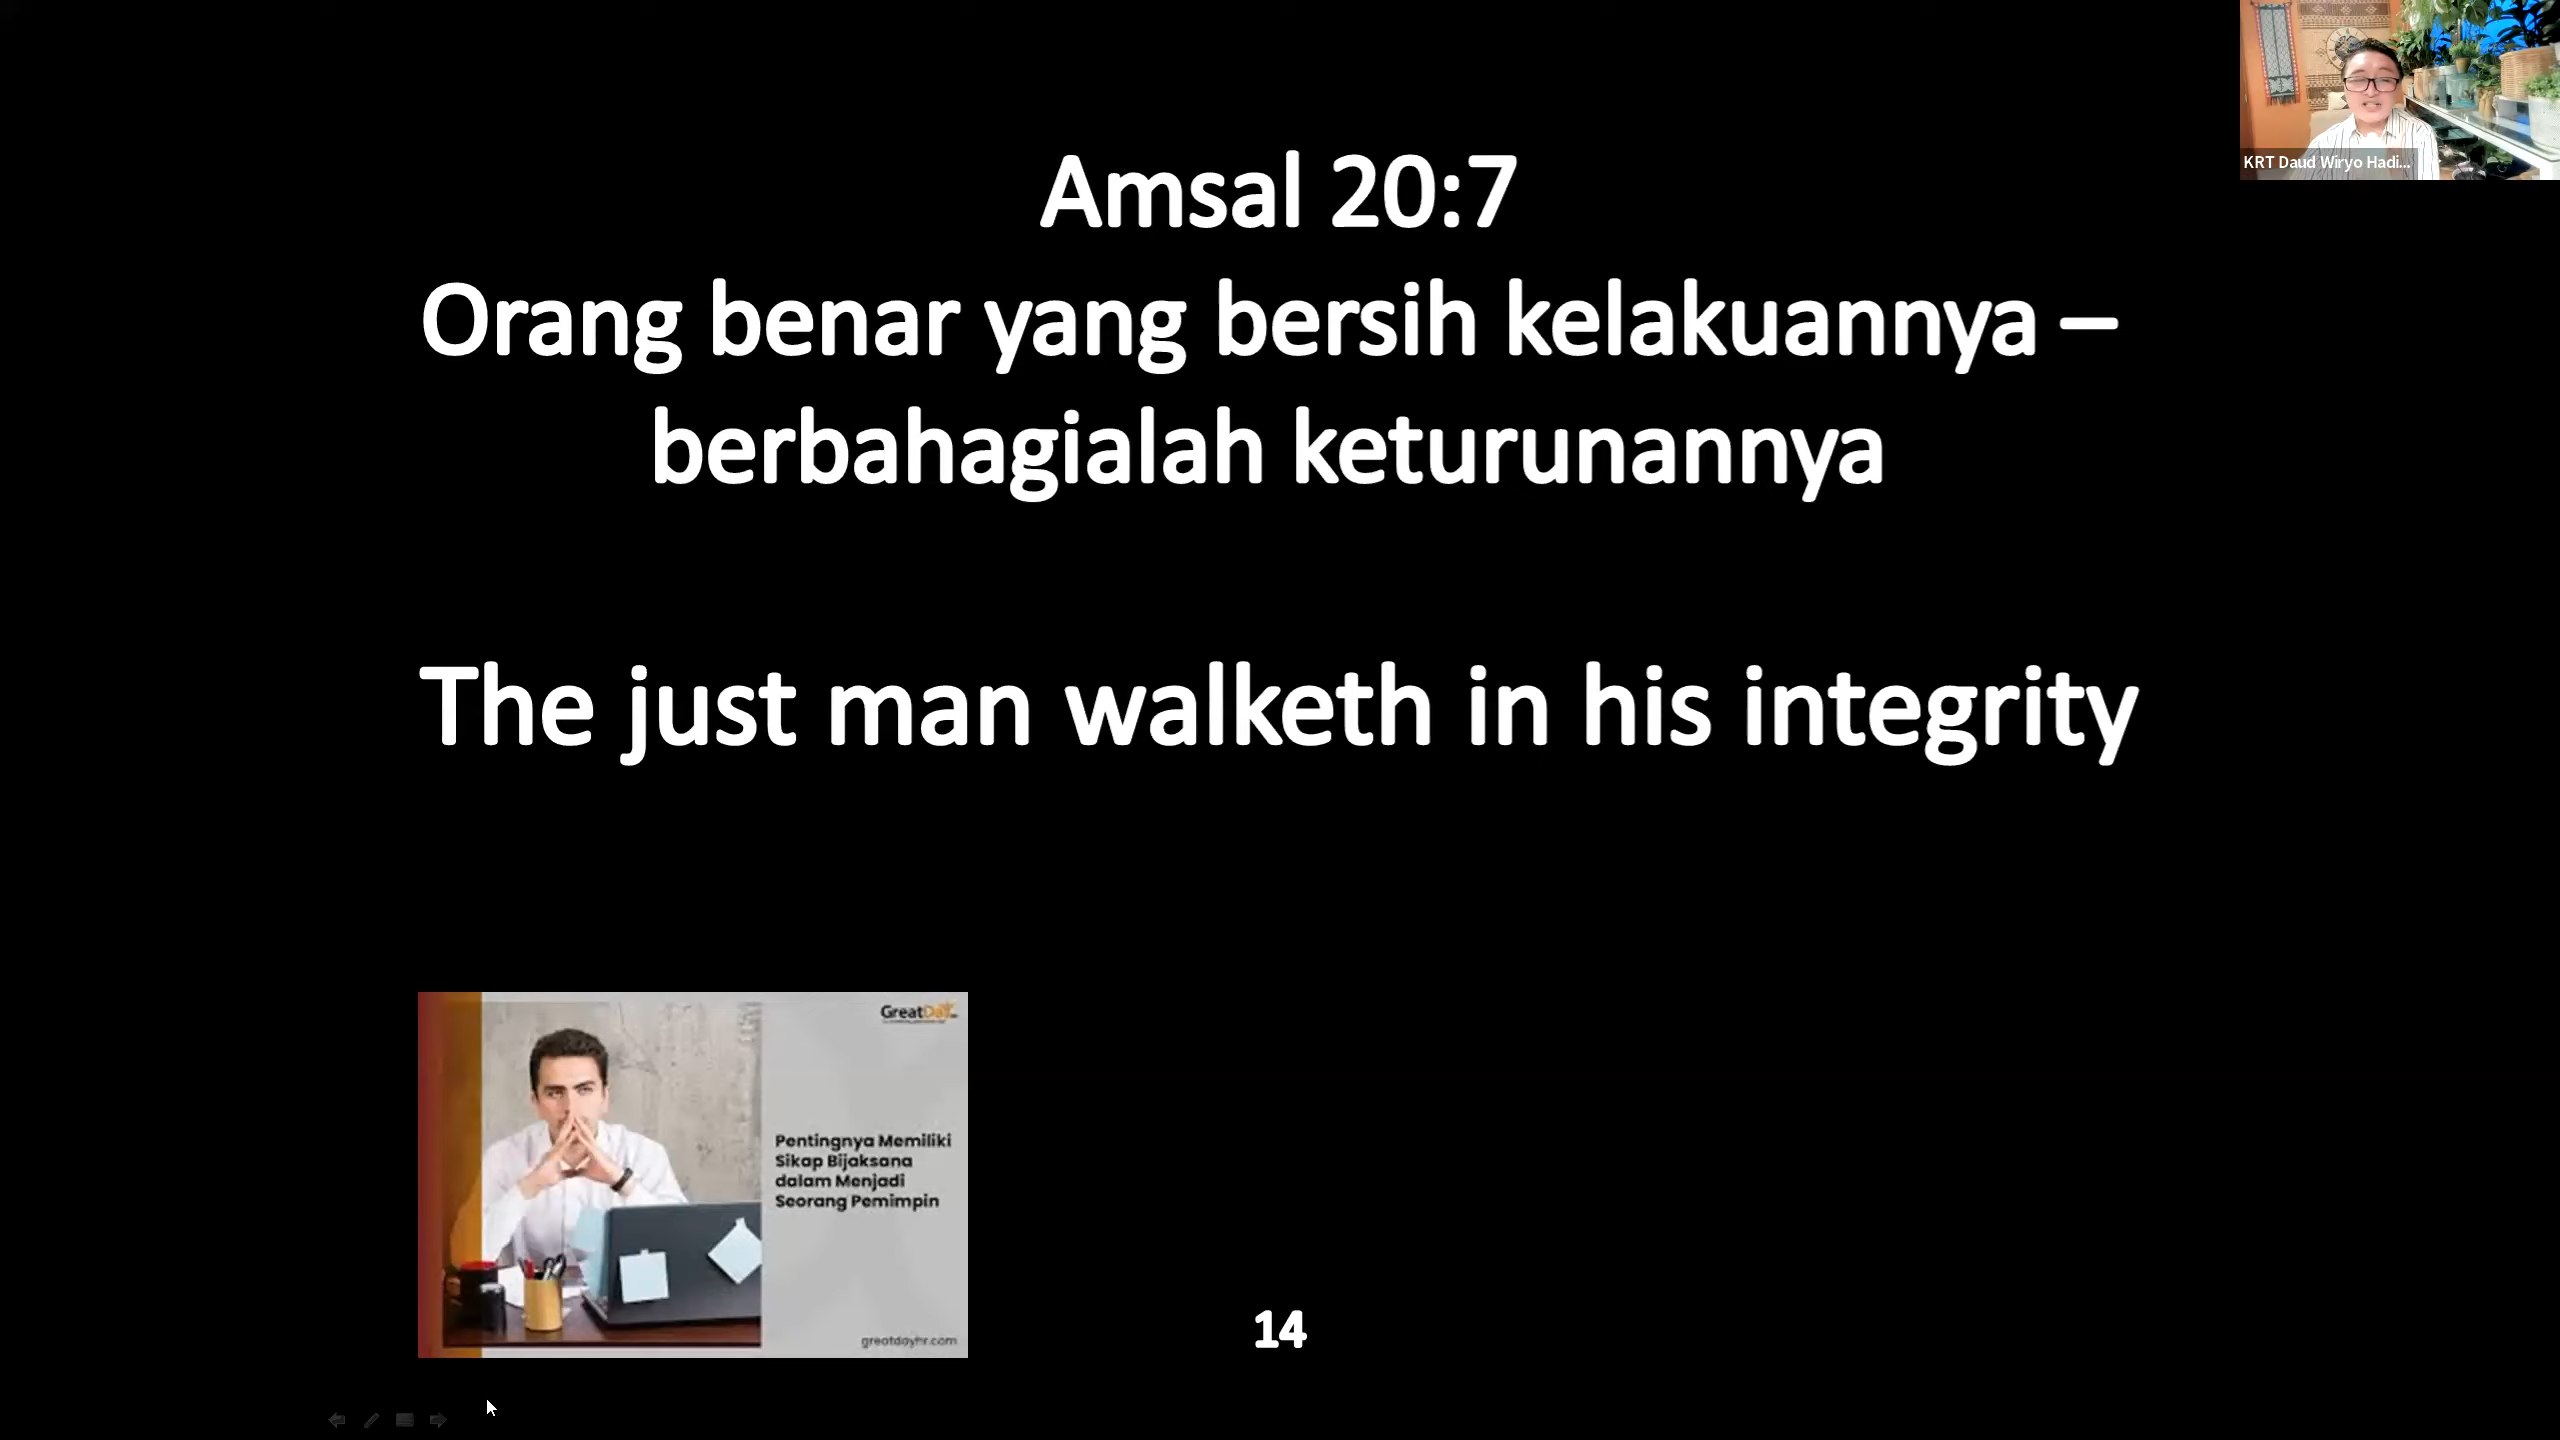 KRT Daud Wiryo Hadi...
Amsal 20:7
Orang benar yang bersih kelakuannya –
berbahagialah keturunannya
The just man walketh in his integrity
GreatDay
Pentingnya Memiliki
Sikap Bijaksana
dalam Menjadi
Seorang Pemimpin
greatdayhr.com
14